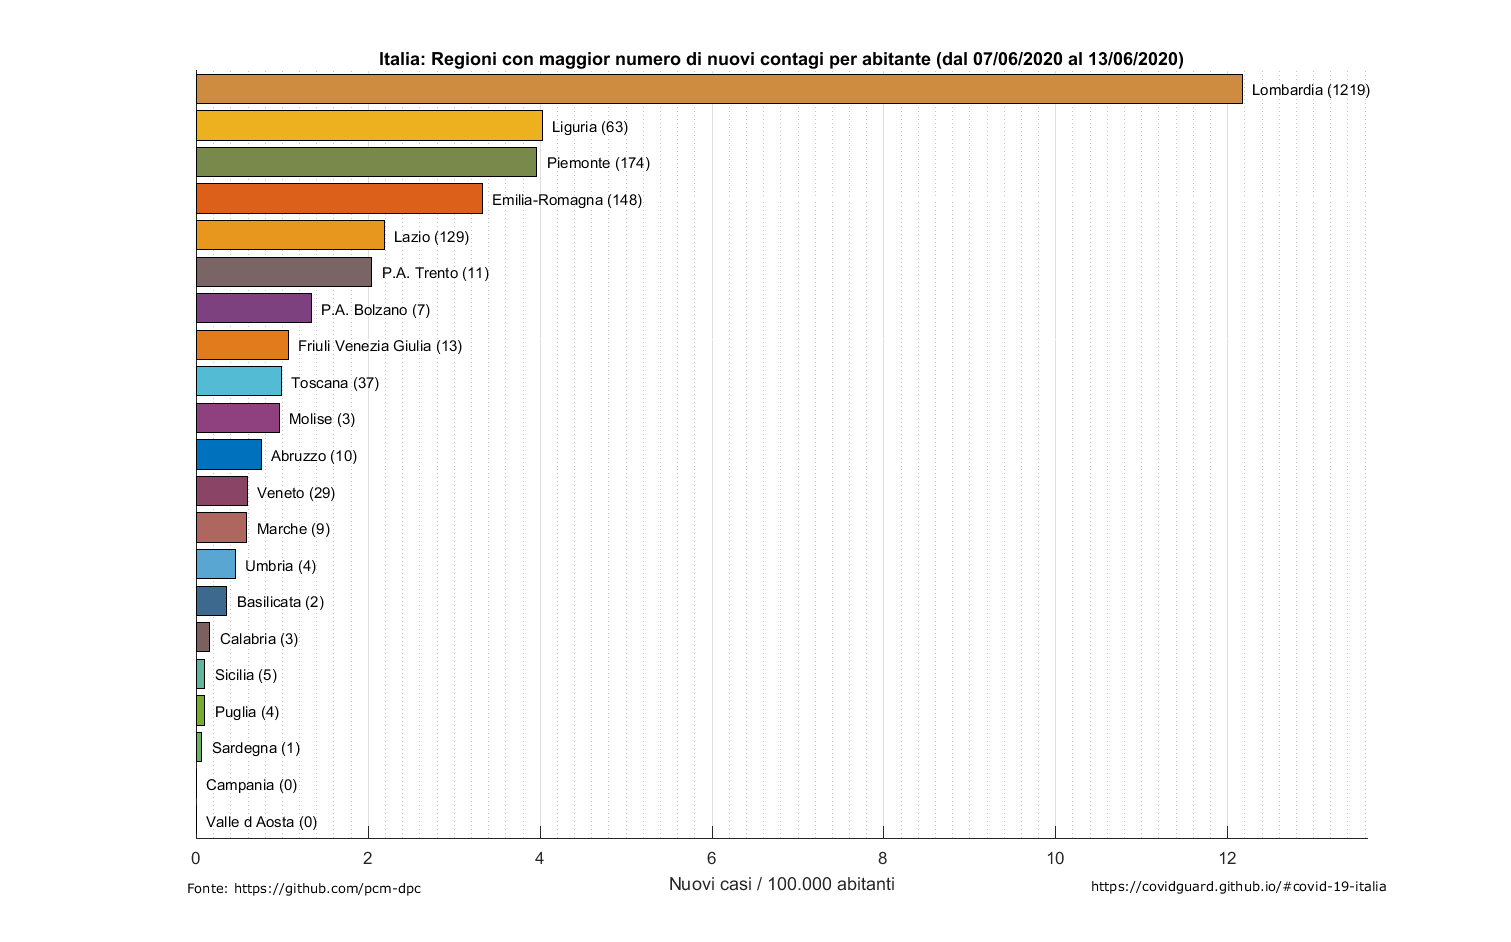 Italia: Regioni con maggior numero di nuovi contagi per abitante (dal 07/06/2020 al 13/06/2020)
Lombardia (1219)
Liguria (63)
Piemonte (174)
Emilia-Romagna (148)
Lazio (129)
P.A. Trento (11)
P.A. Bolzano (7)
Friuli Venezia Giulia (13)
Toscana (37)
Molise (3)
Abruzzo (10)
Veneto (29)
Marche (9)
Umbria (4)
Basilicata (2)
Calabria (3)
Sicilia (5)
Puglia (4)
Sardegna (1)
Campania (0)
Valle d Aosta (0)
0 2 4 6 8 10 12
Nuovi casi / 100.000 abitanti
Fonte: https://github.com/pcm-dpc
https://covidguard.github.io/#covid-19-italia